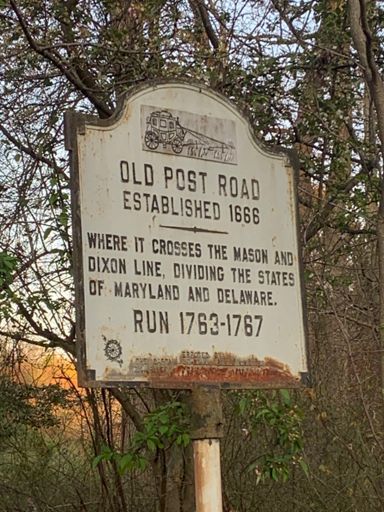 OLD POST ROAD
ESTABLISHED 1666
WHERE IT CROSSES THE MASON AND
DIXON LINE, DIVIDING THE STATES
OF MARYLAND AND DELAWARE.
RUN 1763-1767
ERECTED